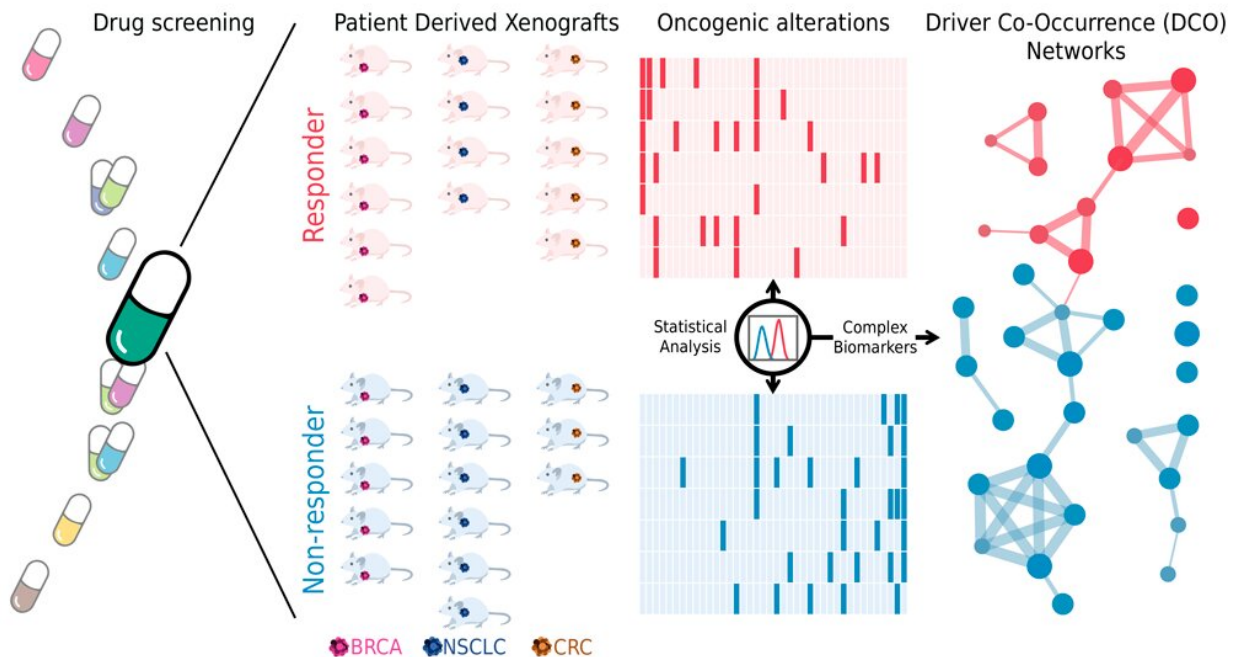 Drug screening
Patient Derived Xenografts
Oncogenic alterations
Driver Co-Occurrence (DCO)
Networks
Responder
Statistical
Analysis
Complex
Biomarkers
Non-responder
BRCA
NSCLC
CRC